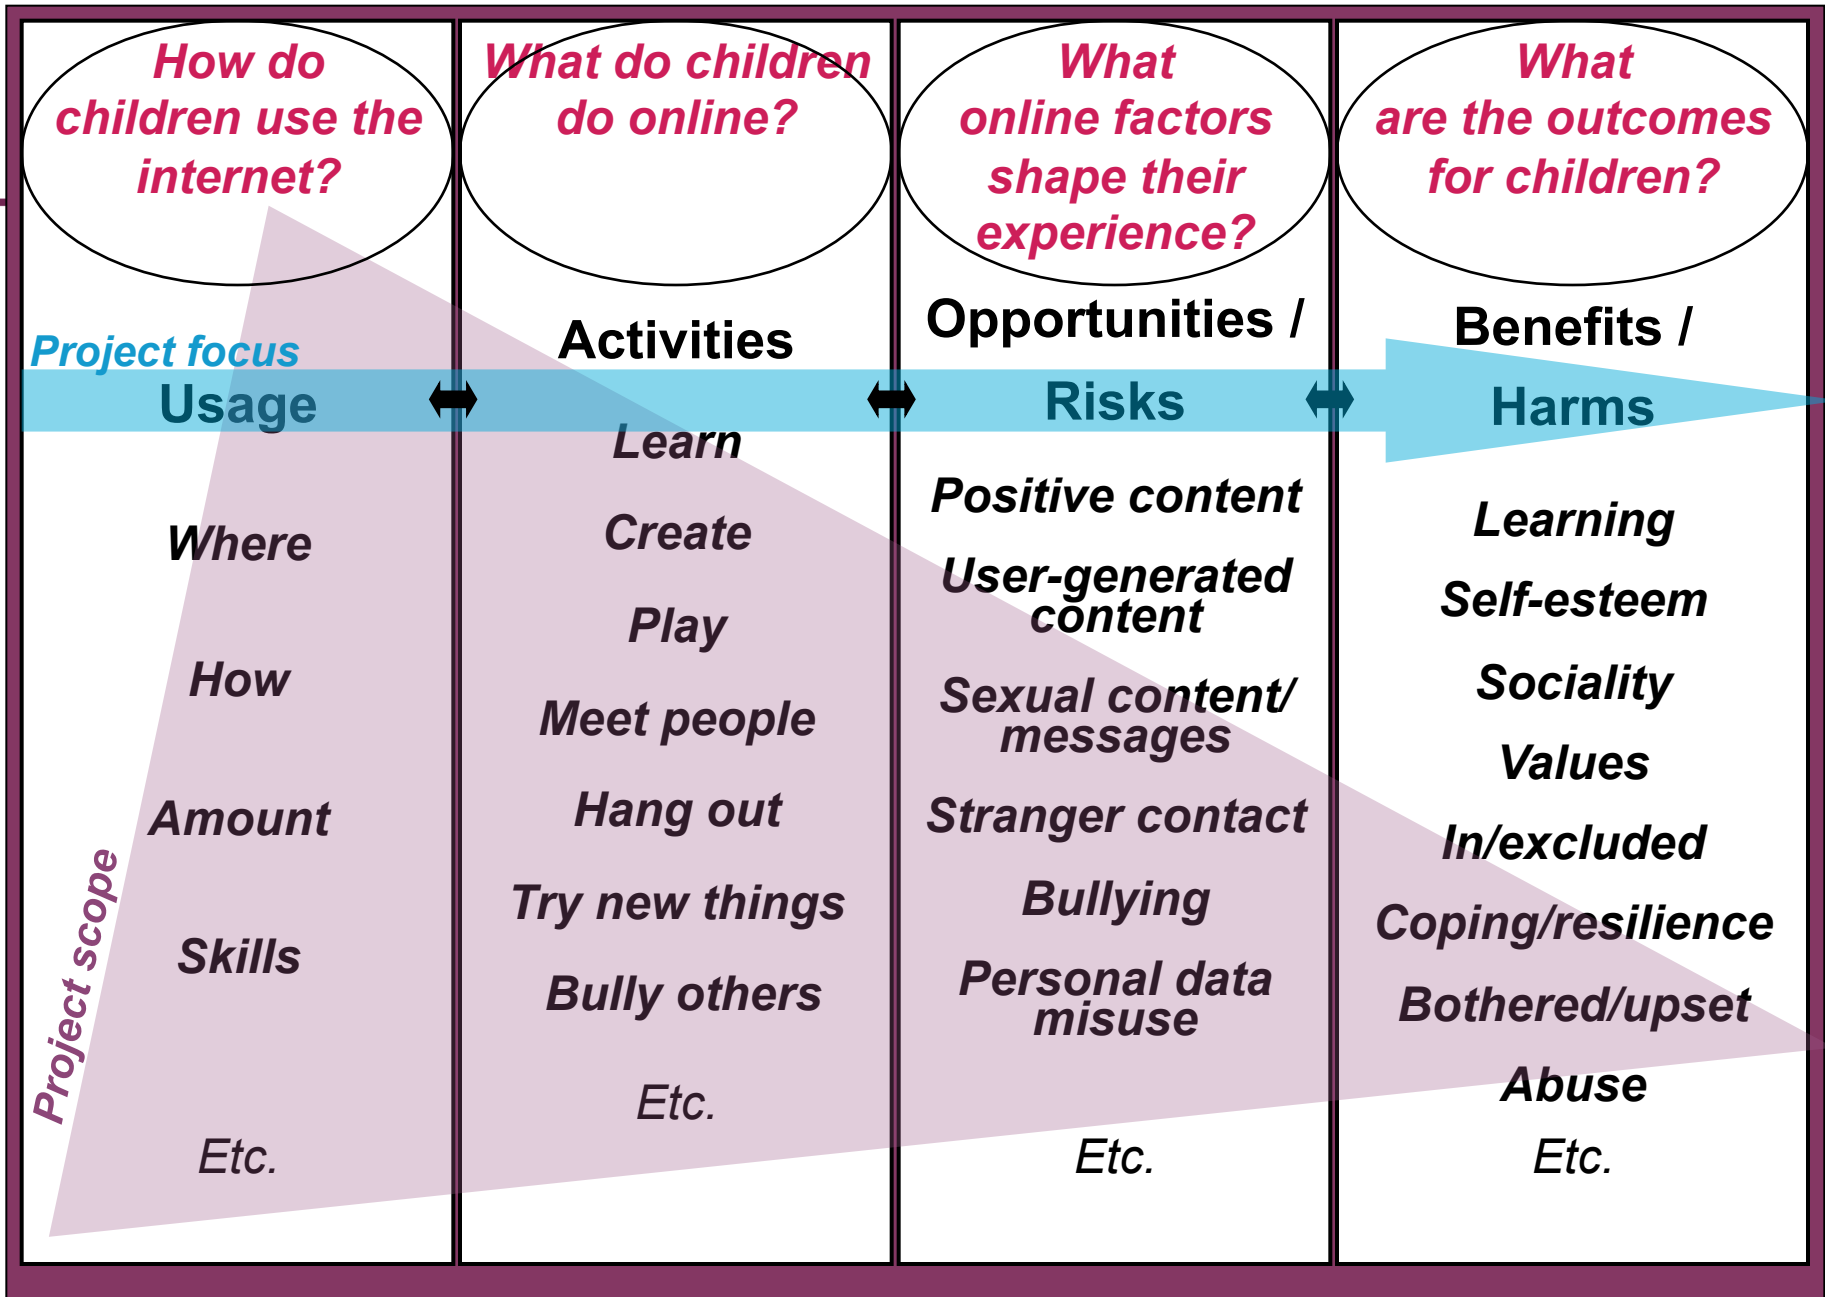 How do
children use the
internet?
Project focus
Usage
Where
How
Amount
Skills
Etc.
Project scope
What do children
do online?
Activities
Learn
Create
Play
Meet people
Hang out
Try new things
Bully others
Etc.
What
online factors
shape their
experience?
Opportunities /
Risks
Positive content
User-generated
content
Sexual content/
messages
Stranger contact
Bullying
Personal data
misuse
Etc.
What
are the outcomes
for children?
Benefits /
Harms
Learning
Self-esteem
Sociality
Values
In/excluded
Coping/resilience
Bothered/upset
Abuse
Etc.